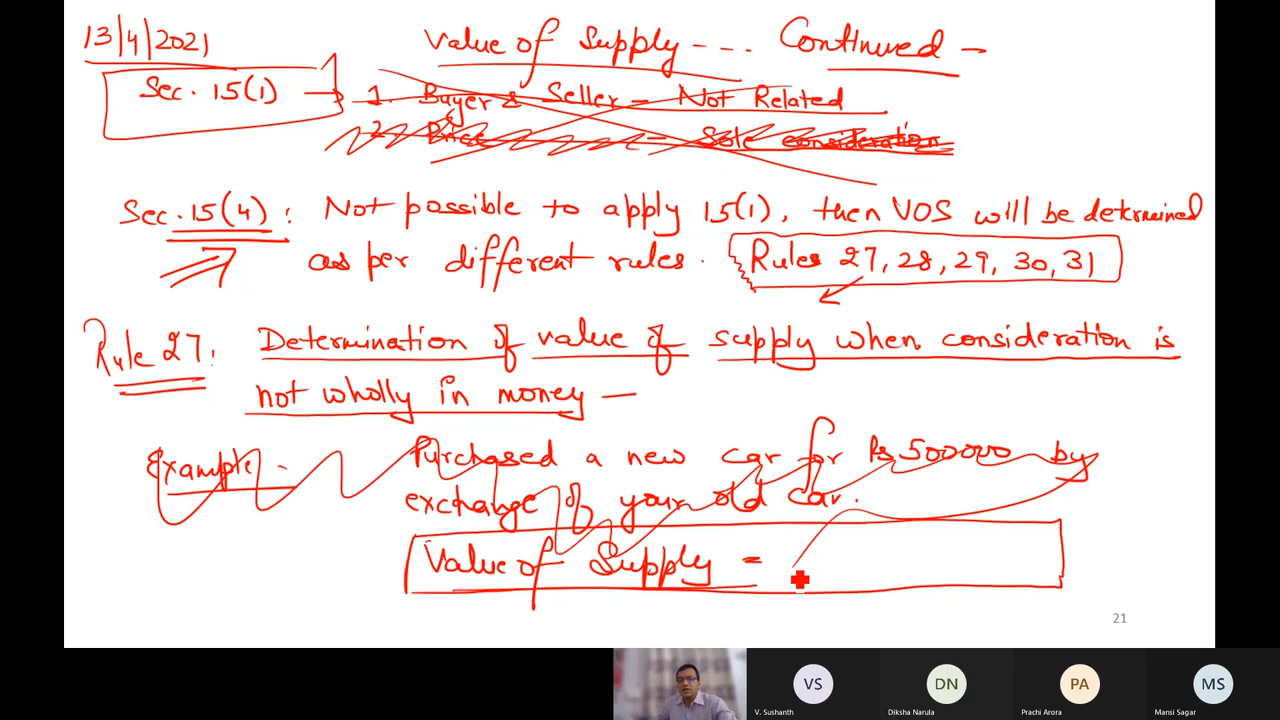 13/4/2021
Value of Supply --- Continued -
Sec. 15(1) → 1. Buyer & Seller - Not Related
2. Price - Sole consideration
Sec. 15(4) : Not possible to apply 15(1), then VOS will be determined
as per different rules. Rules 27, 28, 29, 30, 31
Rule 27: Determination of value of supply when consideration is
not wholly in money —
Example - Purchased a new car for Rs 500000 by
exchange of your old car.
Value of Supply =
21
VS DN PA MS
V. Sushanth Diksha Narula Prachi Arora Mansi Sagar